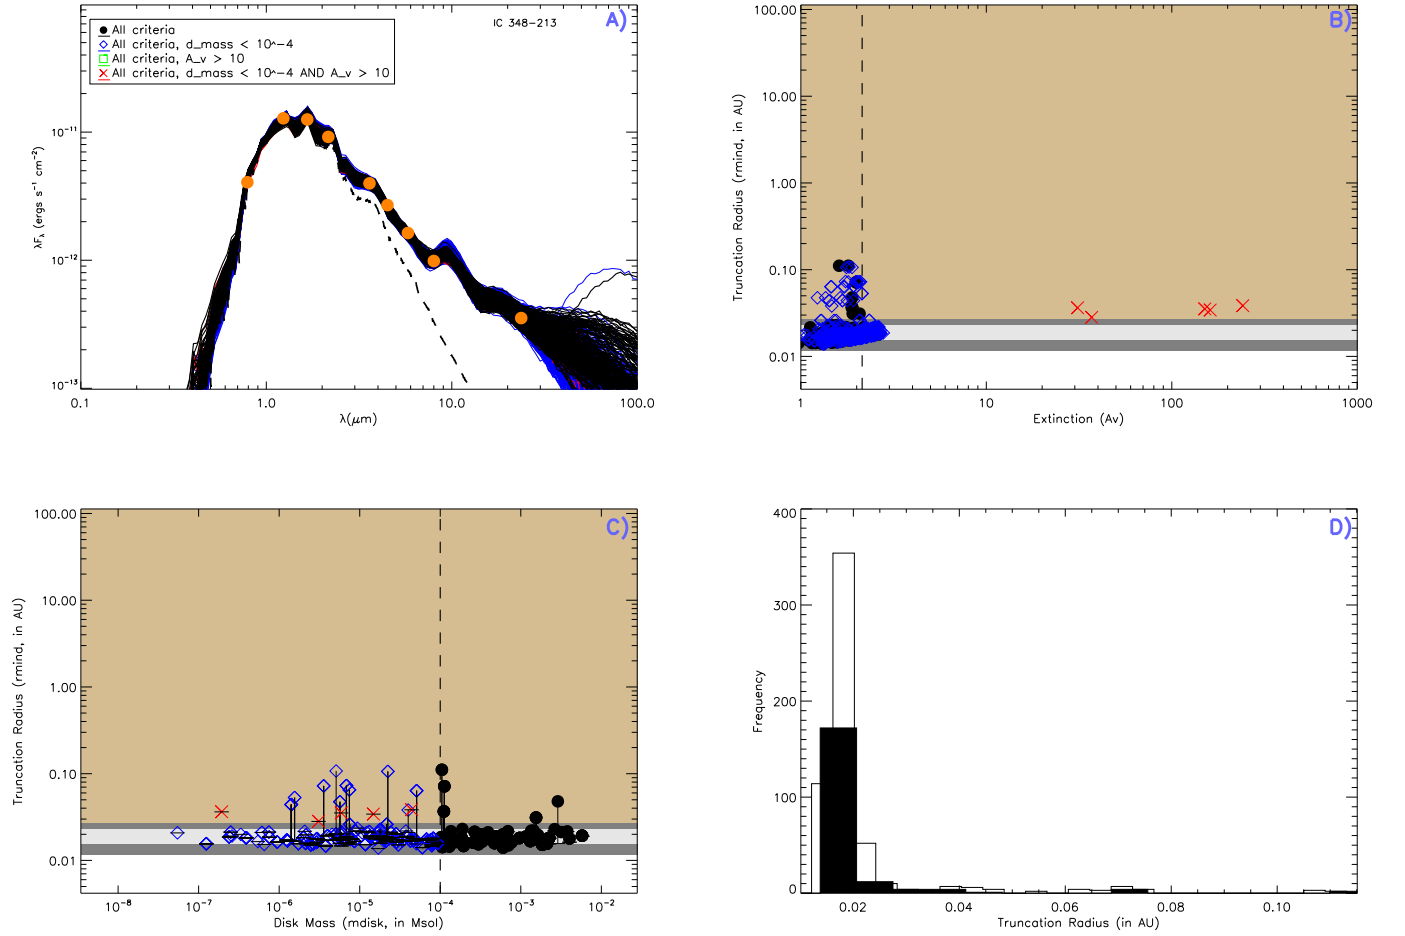 A)
IC 348-213
All criteria
All criteria, d_mass < 10^-4
All criteria, A_v > 10
All criteria, d_mass < 10^-4 AND A_v > 10
λFλ (ergs s⁻¹ cm⁻²)
10⁻¹¹
10⁻¹²
10⁻¹³
0.1 1.0 10.0 100.0
λ(μm)
B)
Truncation Radius (rmind, in AU)
100.00
10.00
1.00
0.10
0.01
1 10 100 1000
Extinction (Av)
C)
Truncation Radius (rmind, in AU)
100.00
10.00
1.00
0.10
0.01
10⁻⁸ 10⁻⁷ 10⁻⁶ 10⁻⁵ 10⁻⁴ 10⁻³ 10⁻²
Disk Mass (mdisk, in Msol)
D)
Frequency
400
300
200
100
0
0.02 0.04 0.06 0.08 0.10
Truncation Radius (in AU)